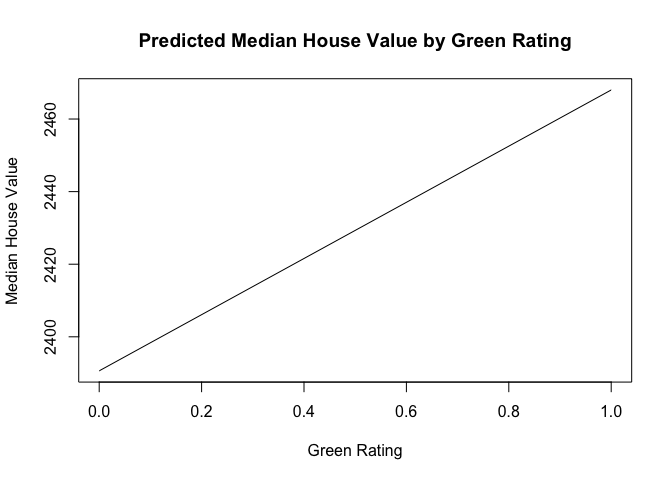 Predicted Median House Value by Green Rating
Median House Value
2460
2440
2420
2400
0.0 0.2 0.4 0.6 0.8 1.0
Green Rating